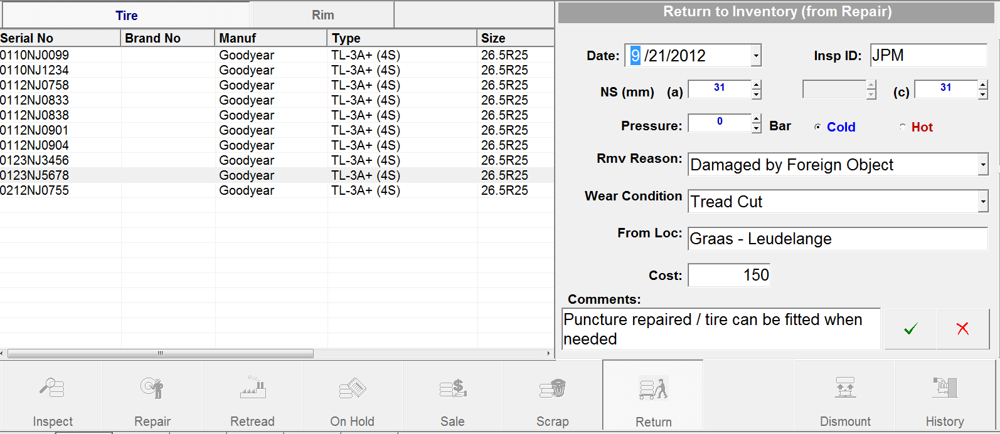 Tire Rim
Serial No Brand No Manuf Type Size
0110NJ0099 Goodyear TL-3A+ (4S) 26.5R25
0110NJ1234 Goodyear TL-3A+ (4S) 26.5R25
0112NJ0758 Goodyear TL-3A+ (4S) 26.5R25
0112NJ0833 Goodyear TL-3A+ (4S) 26.5R25
0112NJ0838 Goodyear TL-3A+ (4S) 26.5R25
0112NJ0901 Goodyear TL-3A+ (4S) 26.5R25
0112NJ0904 Goodyear TL-3A+ (4S) 26.5R25
0123NJ3456 Goodyear TL-3A+ (4S) 26.5R25
0123NJ5678 Goodyear TL-3A+ (4S) 26.5R25
0212NJ0755 Goodyear TL-3A+ (4S) 26.5R25
Return to Inventory (from Repair)
Date: 9 /21/2012 Insp ID: JPM
NS (mm) (a) 31 (c) 31
Pressure: 0 Bar Cold Hot
Rmv Reason: Damaged by Foreign Object
Wear Condition Tread Cut
From Loc: Graas - Leudelange
Cost: 150
Comments:
Puncture repaired / tire can be fitted when
needed
Inspect Repair Retread On Hold Sale Scrap Return Dismount History